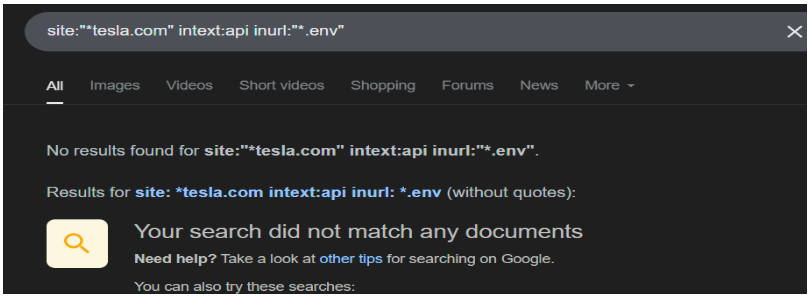 site:"*tesla.com" intext:api inurl:"*.env"
All Images Videos Short videos Shopping Forums News More
No results found for site:"*tesla.com" intext:api inurl:"*.env".
Results for site: *tesla.com intext:api inurl: *.env (without quotes):
Your search did not match any documents
Need help? Take a look at other tips for searching on Google.
You can also try these searches: